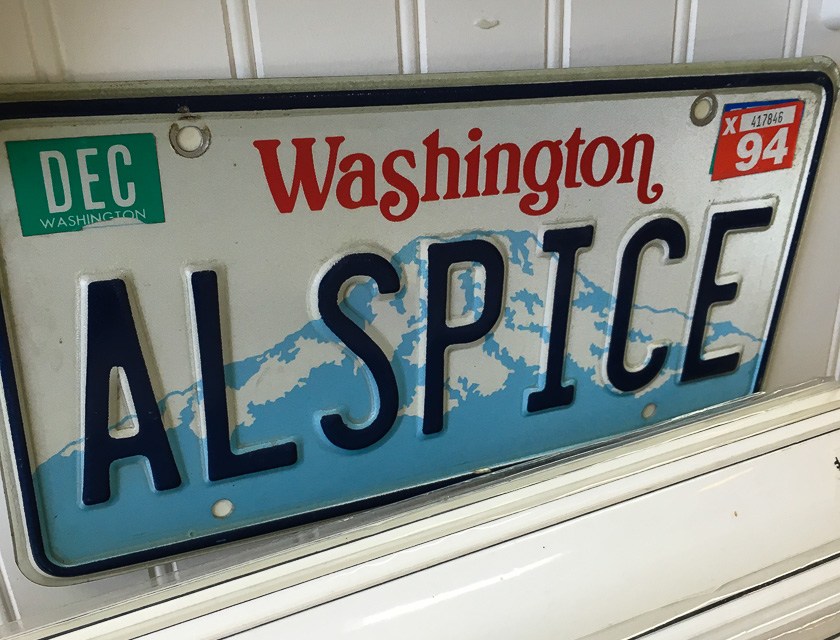 DEC
WASHINGTON
Washington
X 417846
94
ALSPICE